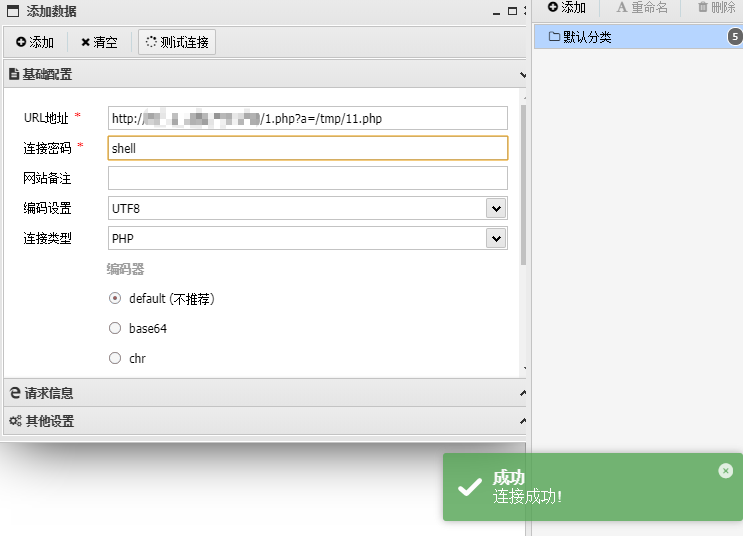 添加数据
添加 清空 测试连接
基础配置
URL地址 * http:// /1.php?a=/tmp/11.php
连接密码 * shell
网站备注
编码设置 UTF8
连接类型 PHP
编码器
default (不推荐)
base64
chr
请求信息
其他设置
添加 重命名 删除
默认分类 5
成功
连接成功!